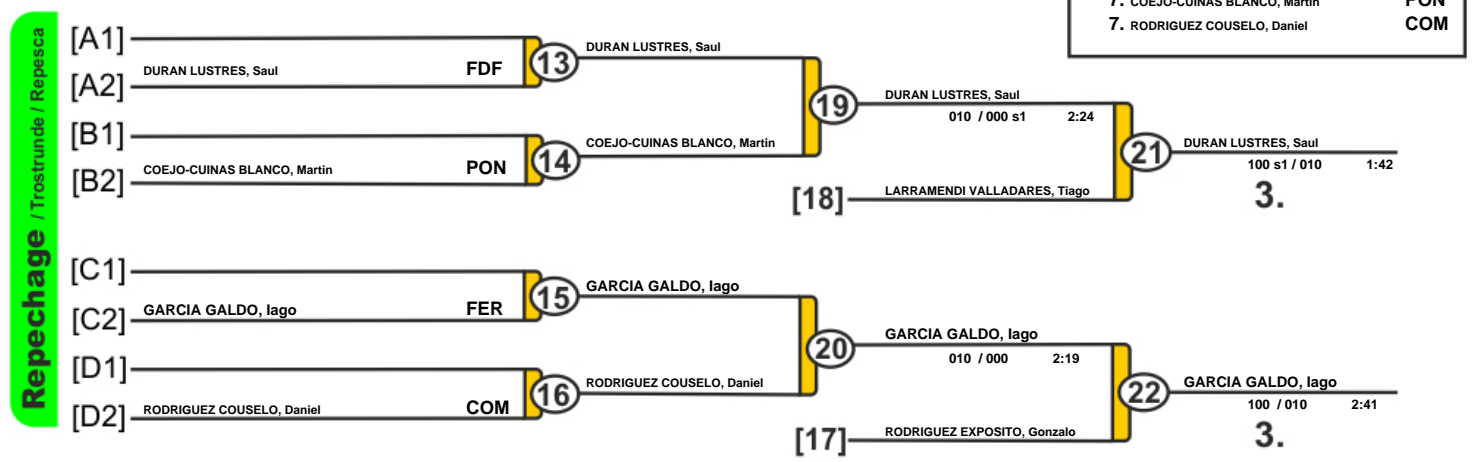 7. COEJO-CUINAS BLANCO, Martin PON
7. RODRIGUEZ COUSELO, Daniel COM
Repechage / Trostrunde / Repesca
[A1]
DURAN LUSTRES, Saul FDF
[A2]
13
DURAN LUSTRES, Saul
[B1]
COEJO-CUINAS BLANCO, Martin PON
[B2]
14
COEJO-CUINAS BLANCO, Martin
19
DURAN LUSTRES, Saul
010 / 000 s1 2:24
[18]
LARRAMENDI VALLADARES, Tiago
21
DURAN LUSTRES, Saul
100 s1 / 010 1:42
3.
[C1]
GARCIA GALDO, Iago FER
[C2]
15
GARCIA GALDO, Iago
[D1]
RODRIGUEZ COUSELO, Daniel COM
[D2]
16
RODRIGUEZ COUSELO, Daniel
20
GARCIA GALDO, Iago
010 / 000 2:19
[17]
RODRIGUEZ EXPOSITO, Gonzalo
22
GARCIA GALDO, Iago
100 / 010 2:41
3.